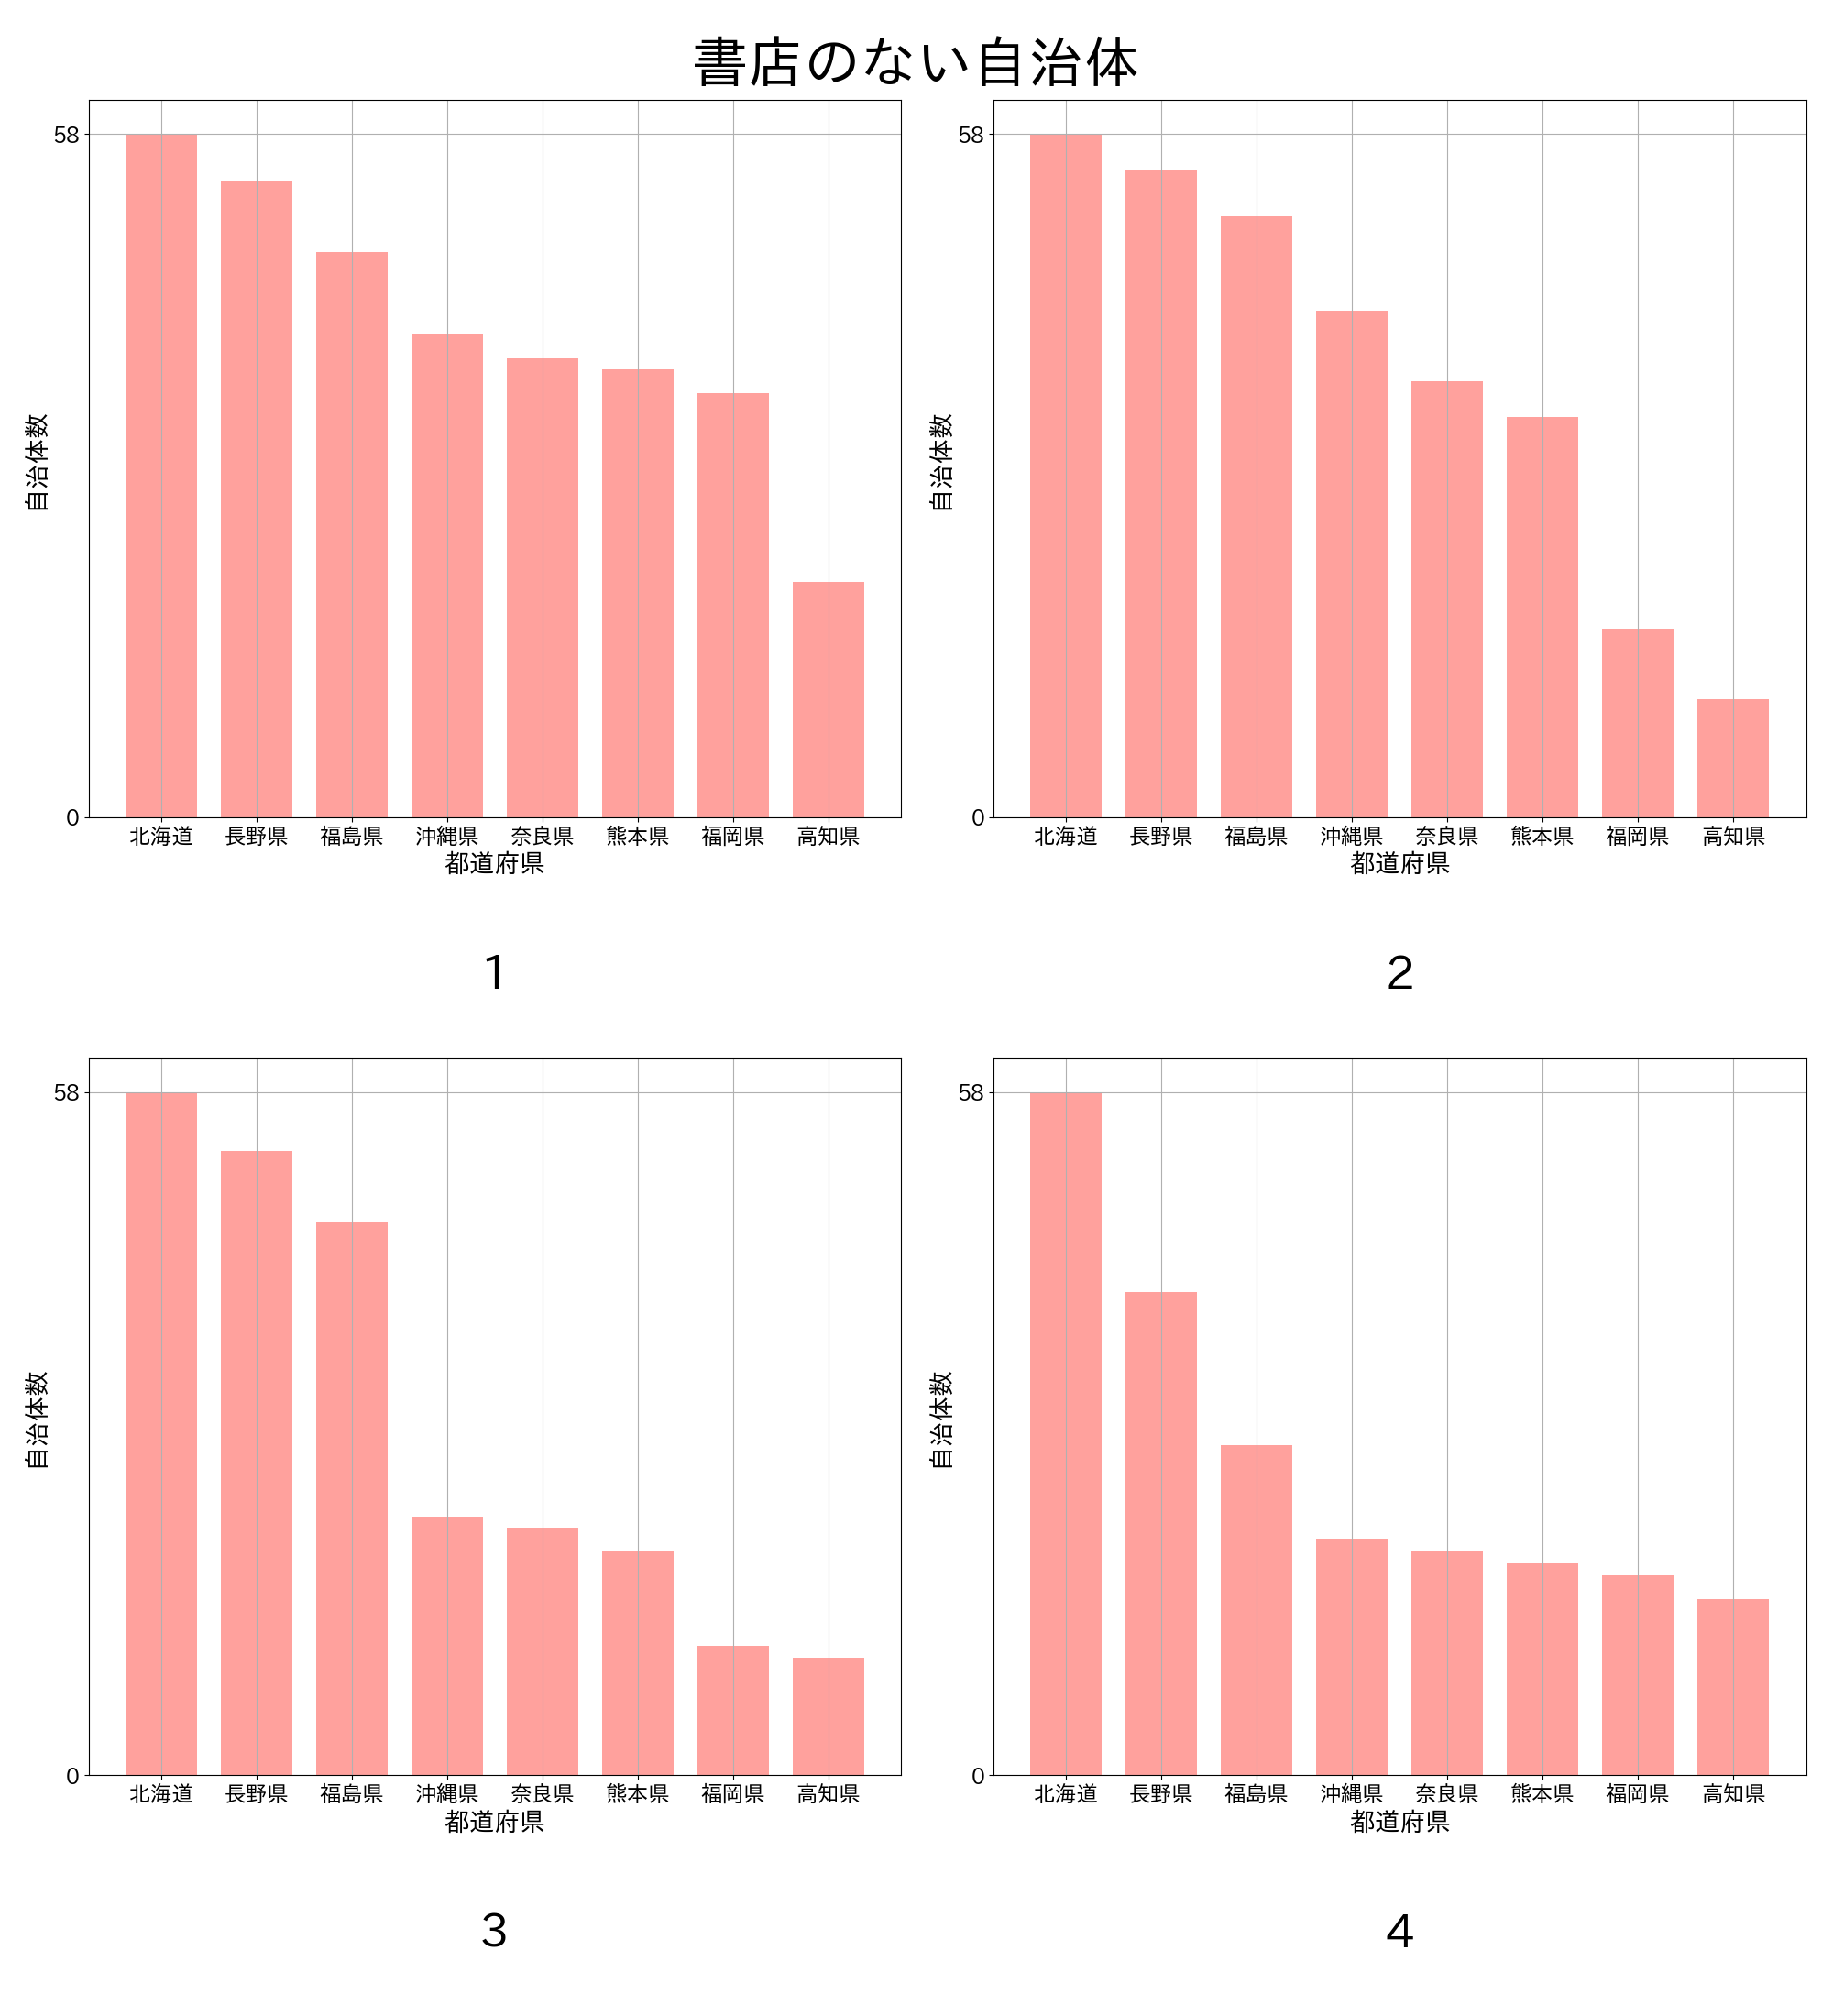 書店のない自治体
58
0
自治体数
北海道 長野県 福島県 沖縄県 奈良県 熊本県 福岡県 高知県
都道府県
1
58
0
自治体数
北海道 長野県 福島県 沖縄県 奈良県 熊本県 福岡県 高知県
都道府県
2
58
0
自治体数
北海道 長野県 福島県 沖縄県 奈良県 熊本県 福岡県 高知県
都道府県
3
58
0
自治体数
北海道 長野県 福島県 沖縄県 奈良県 熊本県 福岡県 高知県
都道府県
4